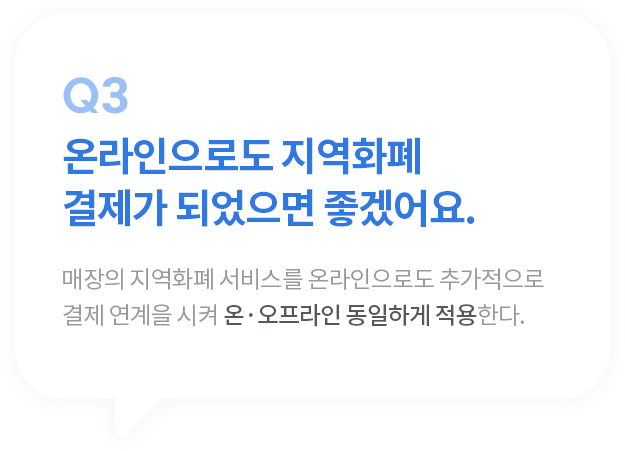 Q3
온라인으로도 지역화폐
결제가 되었으면 좋겠어요.
매장의 지역화폐 서비스를 온라인으로도 추가적으로
결제 연계을 시켜 온·오프라인 동일하게 적용한다.